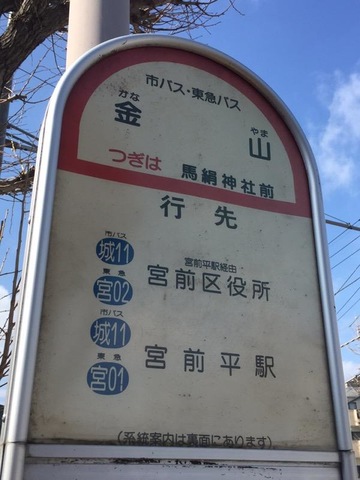 市バス・東急バス
かな やま
金山
つぎは 馬絹神社前
行先
市バス
城11
東急
宮02
宮前平駅経由
宮前区役所
市バス
城11
東急
宮01
宮前平駅
(系統案内は裏面にあります)